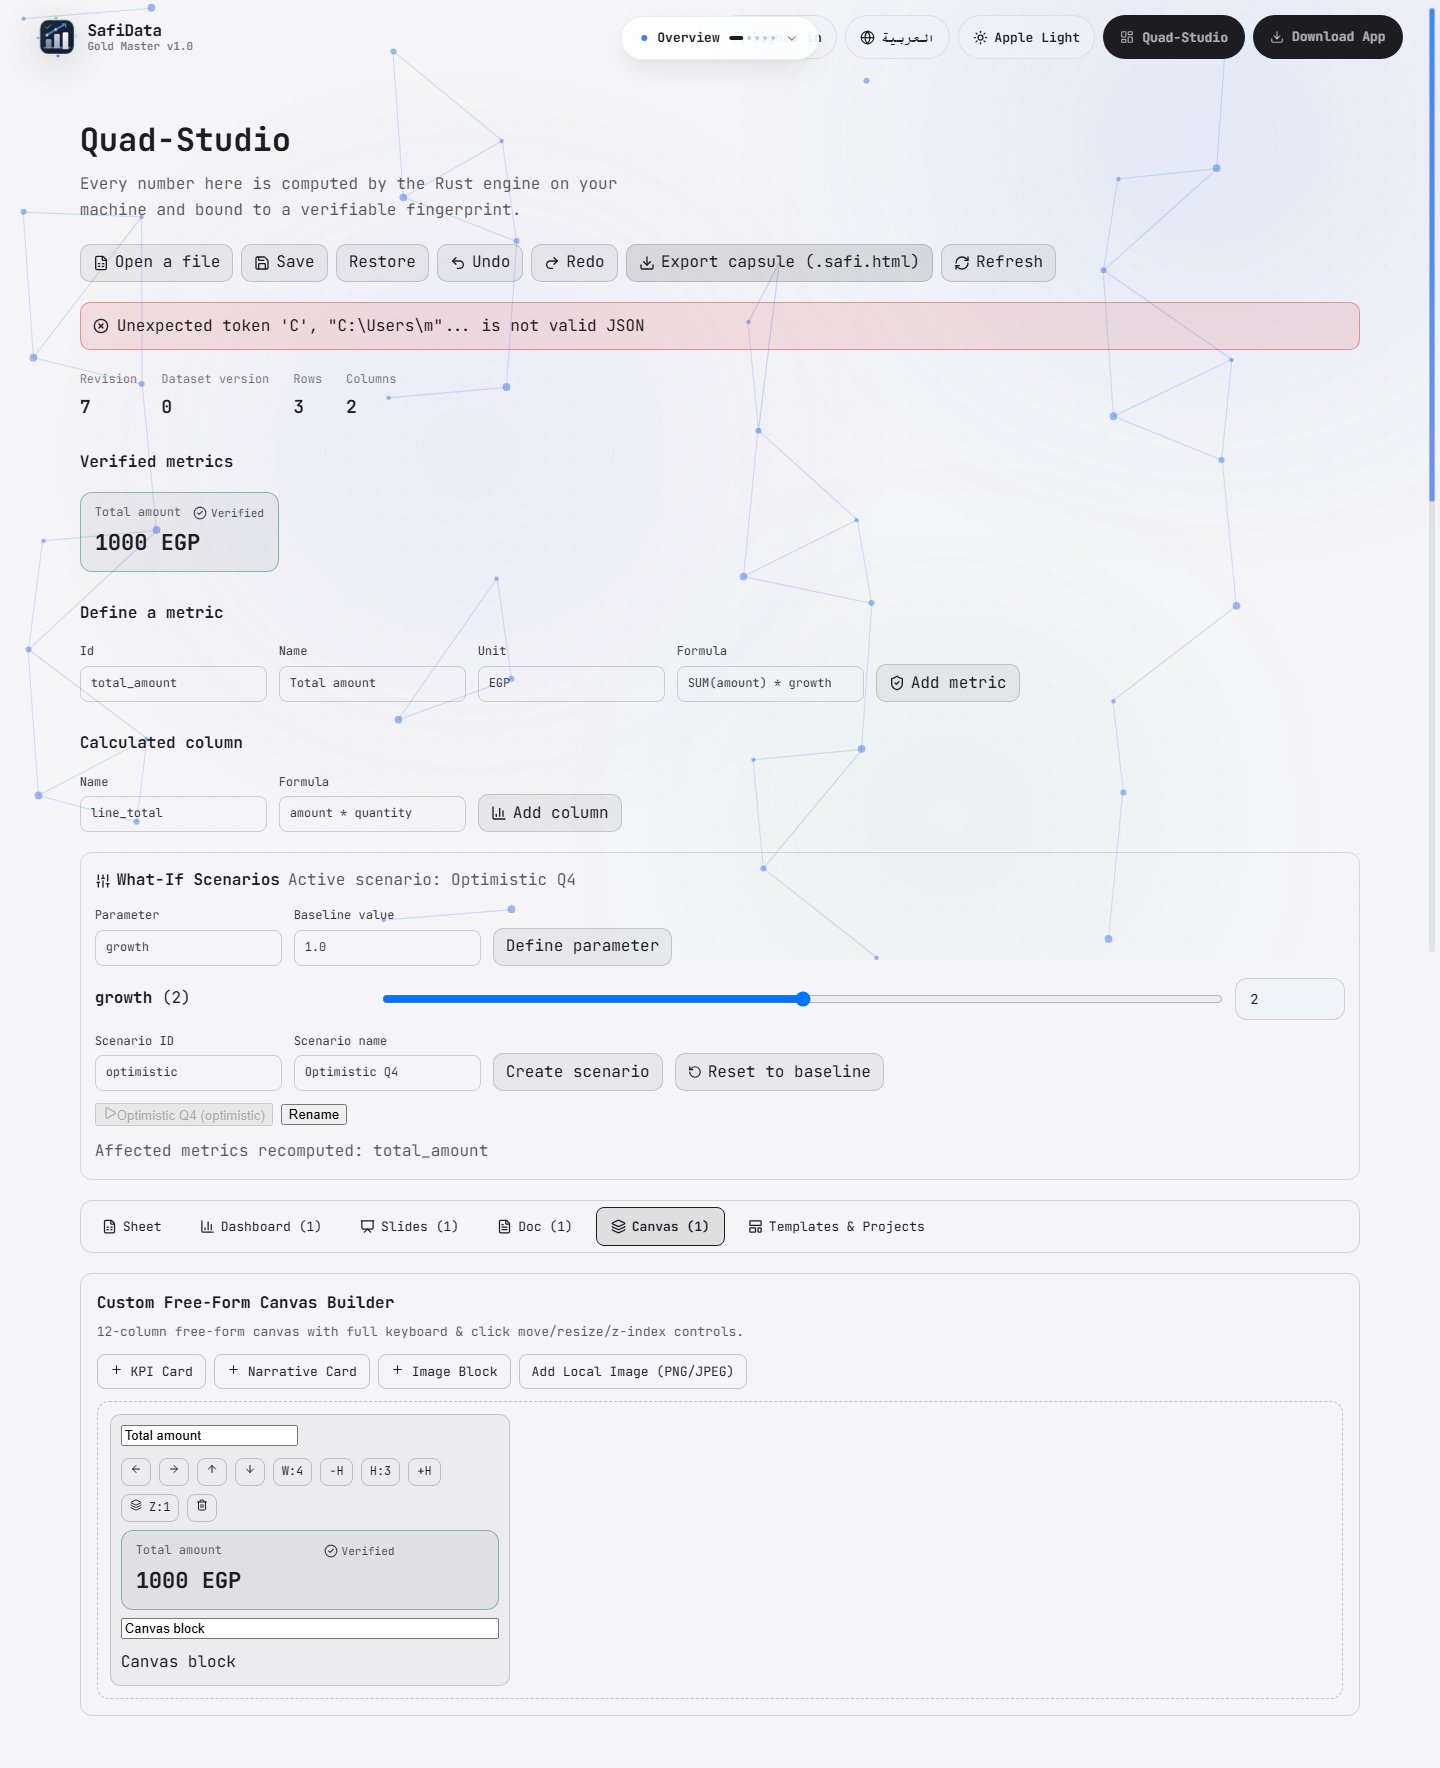 SafiData
Gold Master v1.0
Overview
العربية
Apple Light
Quad-Studio
Download App
Quad-Studio
Every number here is computed by the Rust engine on your
machine and bound to a verifiable fingerprint.
Open a file
Save
Restore
Undo
Redo
Export capsule (.safi.html)
Refresh
Unexpected token 'C', "C:\Users\m"... is not valid JSON
Revision Dataset version Rows Columns
7 0 3 2
Verified metrics
Total amount Verified
1000 EGP
Define a metric
Id Name Unit Formula
total_amount Total amount EGP SUM(amount) * growth Add metric
Calculated column
Name Formula
line_total amount * quantity Add column
What-If Scenarios Active scenario: Optimistic Q4
Parameter Baseline value
growth 1.0 Define parameter
growth (2) 2
Scenario ID Scenario name
optimistic Optimistic Q4 Create scenario Reset to baseline
Optimistic Q4 (optimistic) Rename
Affected metrics recomputed: total_amount
Sheet Dashboard (1) Slides (1) Doc (1) Canvas (1) Templates & Projects
Custom Free-Form Canvas Builder
12-column free-form canvas with full keyboard & click move/resize/z-index controls.
+ KPI Card + Narrative Card + Image Block Add Local Image (PNG/JPEG)
Total amount
← → ↑ ↓ W:4 -H H:3 +H
Z:1
Total amount Verified
1000 EGP
Canvas block
Canvas block